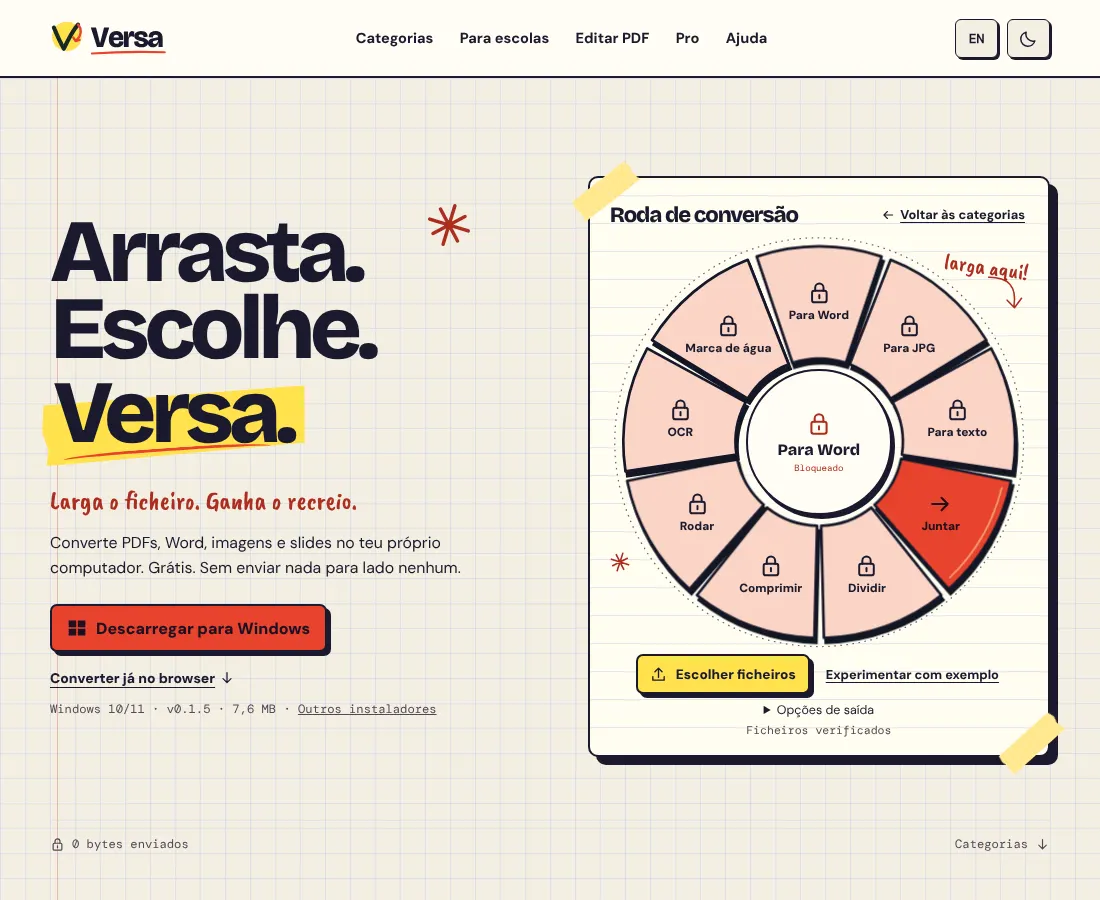 Versa
Categorias
Para escolas
Editar PDF
Pro
Ajuda
EN
Arrasta.
Escolhe.
Versa.
Larga o ficheiro. Ganha o recreio.
Converte PDFs, Word, imagens e slides no teu próprio
computador. Grátis. Sem enviar nada para lado nenhum.
Descarregar para Windows
Converter já no browser ↓
Windows 10/11 · v0.1.5 · 7,6 MB · Outros instaladores
Roda de conversão
← Voltar às categorias
larga aqui!
Para Word
Para JPG
Para texto
Juntar
Dividir
Comprimir
Rodar
OCR
Marca de água
Para Word
Bloqueado
Escolher ficheiros
Experimentar com exemplo
▶ Opções de saída
Ficheiros verificados
0 bytes enviados
Categorias ↓